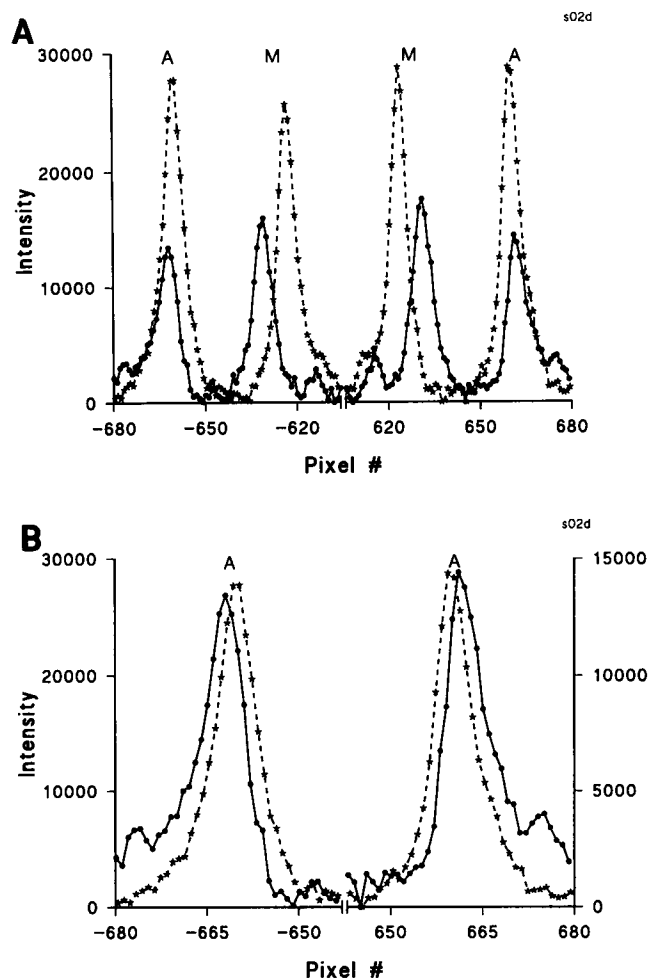 A
s02d
A M M A
30000
20000
10000
0
Intensity
-680 -650 -620 620 650 680
Pixel #
B
s02d
A A
30000 15000
20000 10000
10000 5000
0 0
Intensity
-680 -665 -650 650 665 680
Pixel #